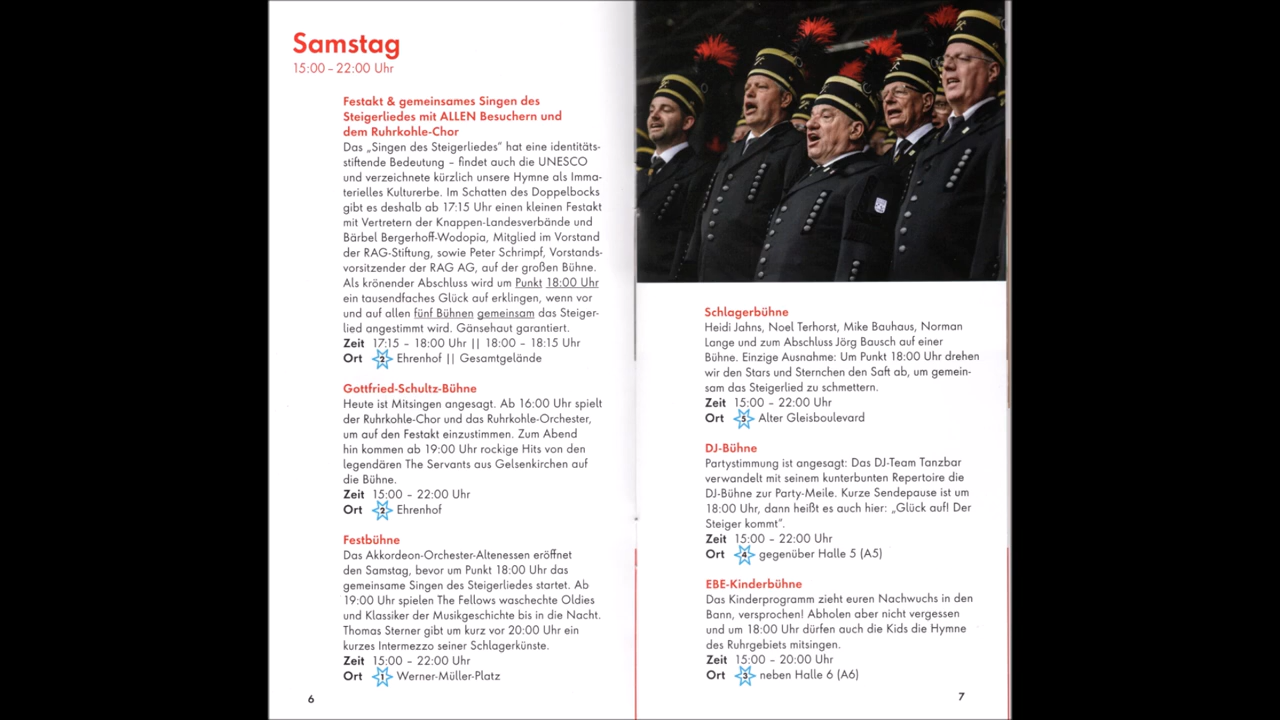 Samstag
15:00 – 22:00 Uhr
Festakt & gemeinsames Singen des
Steigerliedes mit ALLEN Besuchern und
dem Ruhrkohle-Chor
Das „Singen des Steigerliedes“ hat eine identitäts-
stiftende Bedeutung – findet auch die UNESCO
und verzeichnete kürzlich unsere Hymne als Imma-
terielles Kulturerbe. Im Schatten des Doppelbocks
gibt es deshalb ab 17:15 Uhr einen kleinen Festakt
mit Vertretern der Knappen-Landesverbände und
Bärbel Bergerhoff-Wodopia, Mitglied im Vorstand
der RAG-Stiftung, sowie Peter Schrimpf, Vorstands-
vorsitzender der RAG AG, auf der großen Bühne.
Als krönender Abschluss wird um Punkt 18:00 Uhr
ein tausendfaches Glück auf erklingen, wenn vor
und auf allen fünf Bühnen gemeinsam das Steiger-
lied angestimmt wird. Gänsehaut garantiert.
Zeit 17:15 – 18:00 Uhr || 18:00 – 18:15 Uhr
Ort 2 Ehrenhof || Gesamtgelände
Gottfried-Schultz-Bühne
Heute ist Mitsingen angesagt. Ab 16:00 Uhr spielt
der Ruhrkohle-Chor und das Ruhrkohle-Orchester,
um auf den Festakt einzustimmen. Zum Abend
hin kommen ab 19:00 Uhr rockige Hits von den
legendären The Servants aus Gelsenkirchen auf
die Bühne.
Zeit 15:00 – 22:00 Uhr
Ort 2 Ehrenhof
Festbühne
Das Akkordeon-Orchester-Altenessen eröffnet
den Samstag, bevor um Punkt 18:00 Uhr das
gemeinsame Singen des Steigerliedes startet. Ab
19:00 Uhr spielen The Fellows waschechte Oldies
und Klassiker der Musikgeschichte bis in die Nacht.
Thomas Sterner gibt um kurz vor 20:00 Uhr ein
kurzes Intermezzo seiner Schlagerkünste.
Zeit 15:00 – 22:00 Uhr
Ort 1 Werner-Müller-Platz
6
Schlagerbühne
Heidi Jahns, Noel Terhorst, Mike Bauhaus, Norman
Lange und zum Abschluss Jörg Bausch auf einer
Bühne. Einzige Ausnahme: Um Punkt 18:00 Uhr drehen
wir den Stars und Sternchen den Saft ab, um gemein-
sam das Steigerlied zu schmettern.
Zeit 15:00 – 22:00 Uhr
Ort 5 Alter Gleisboulevard
DJ-Bühne
Partystimmung ist angesagt: Das DJ-Team Tanzbar
verwandelt mit seinem kunterbunten Repertoire die
DJ-Bühne zur Party-Meile. Kurze Sendepause ist um
18:00 Uhr, dann heißt es auch hier: „Glück auf! Der
Steiger kommt“.
Zeit 15:00 – 22:00 Uhr
Ort 4 gegenüber Halle 5 (A5)
EBE-Kinderbühne
Das Kinderprogramm zieht euren Nachwuchs in den
Bann, versprochen! Abholen aber nicht vergessen
und um 18:00 Uhr dürfen auch die Kids die Hymne
des Ruhrgebiets mitsingen.
Zeit 15:00 – 20:00 Uhr
Ort 3 neben Halle 6 (A6)
7